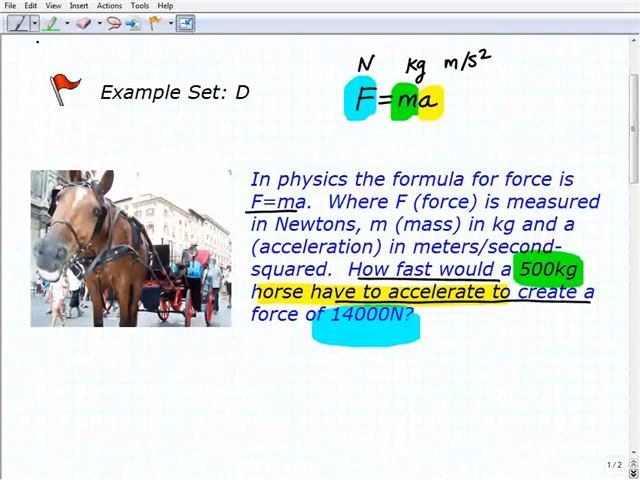 File Edit View Insert Actions Tools Help
N kg m/s²
Example Set: D
F=ma
In physics the formula for force is
F=ma. Where F (force) is measured
in Newtons, m (mass) in kg and a
(acceleration) in meters/second-
squared. How fast would a 500kg
horse have to accelerate to create a
force of 14000N?
1/2